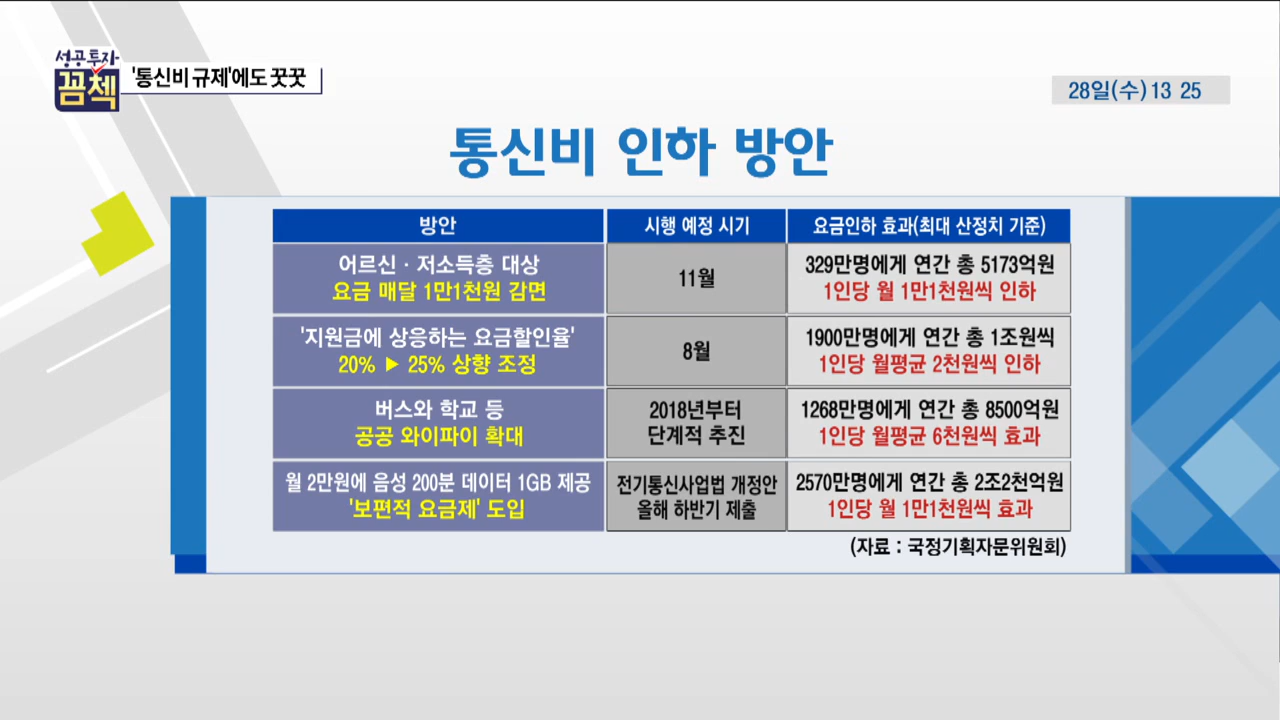 성공투자
꼼첵
'통신비 규제'에도 꿋꿋
28일(수) 13 25
통신비 인하 방안
방안
시행 예정 시기
요금인하 효과(최대 산정치 기준)
어르신 · 저소득층 대상
요금 매달 1만1천원 감면
11월
329만명에게 연간 총 5173억원
1인당 월 1만1천원씩 인하
'지원금에 상응하는 요금할인율'
20% ▶ 25% 상향 조정
8월
1900만명에게 연간 총 1조원씩
1인당 월평균 2천원씩 인하
버스와 학교 등
공공 와이파이 확대
2018년부터
단계적 추진
1268만명에게 연간 총 8500억원
1인당 월평균 6천원씩 효과
월 2만원에 음성 200분 데이터 1GB 제공
'보편적 요금제' 도입
전기통신사업법 개정안
올해 하반기 제출
2570만명에게 연간 총 2조2천억원
1인당 월 1만1천원씩 효과
(자료 : 국정기획자문위원회)